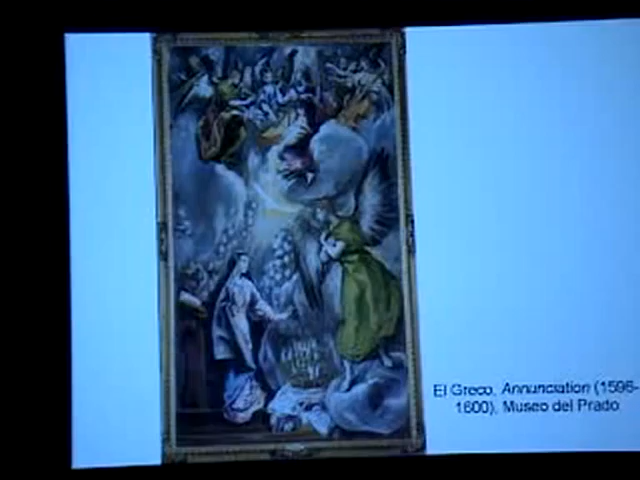 El Greco, Annunciation (1596-
1600), Museo del Prado